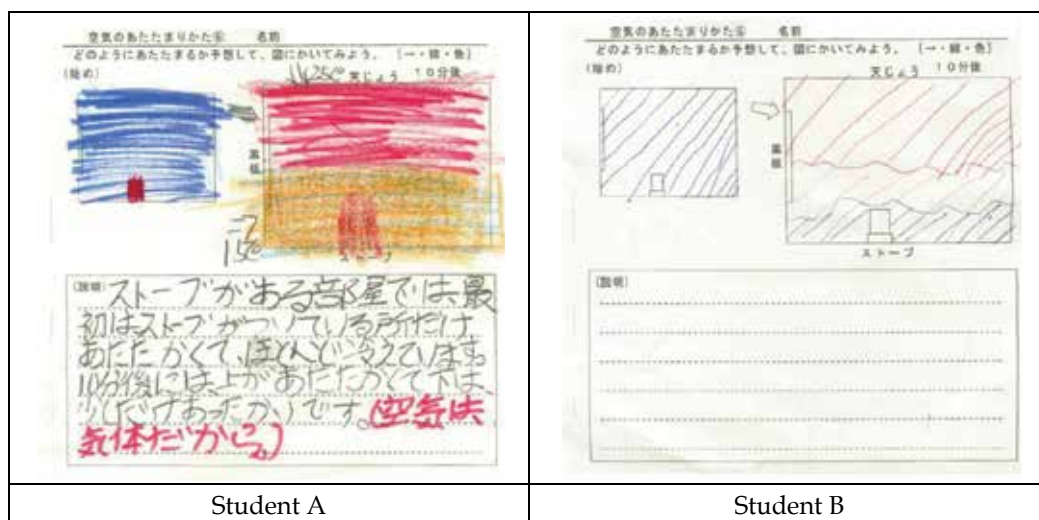 空気のあたたまりかた⑥ 名前
どのようにあたたまるか予想して、図にかいてみよう。 (→・線・色)
(始め)
25℃ 天じょう 10分後
黒板
15℃
(説明) ストーブがある部屋では、最
初はストーブがついている所だけ
あたたかくて、ほとんど冷えています。
10分後には、上があたたかくて下は、
少しだけあったかいです。(空気は
気体だから。)
Student A
空気のあたたまりかた⑥ 名前
どのようにあたたまるか予想して、図にかいてみよう。 (→・線・色)
(始め)
天じょう 10分後
黒板
ストーブ
(説明)
Student B